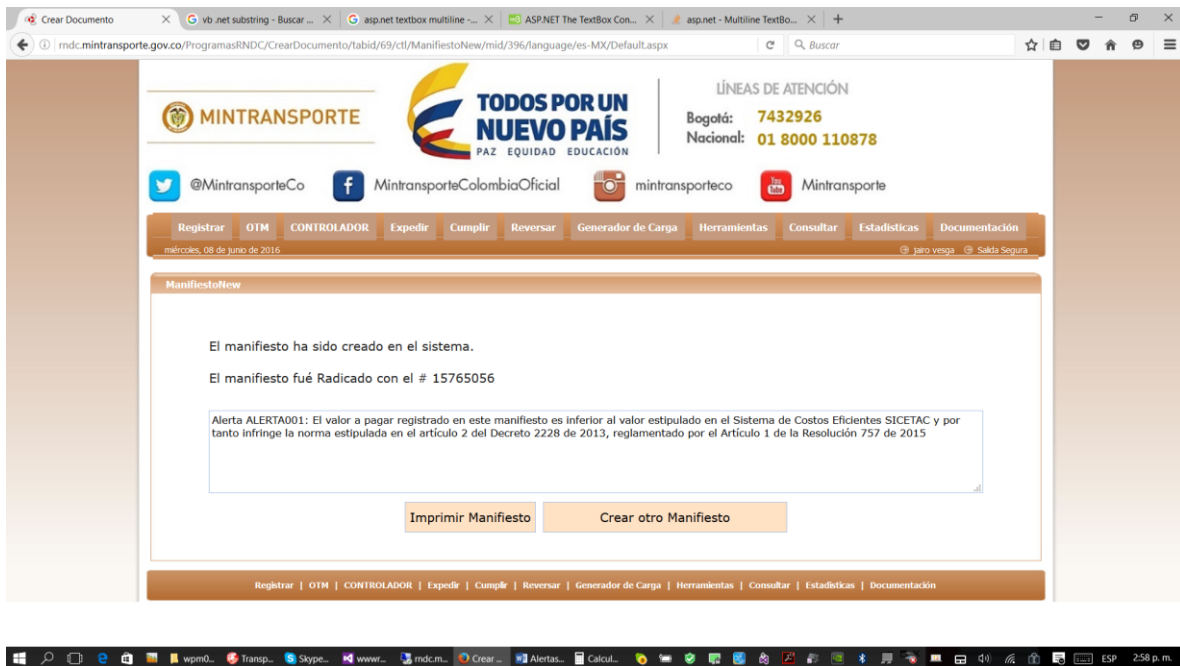 Crear Documento
vb .net substring - Buscar ...
asp.net textbox multiline -...
ASP.NET The TextBox Con...
asp.net - Multiline TextBo...
rndc.mintransporte.gov.co/ProgramasRNDC/CrearDocumento/tabid/69/ctl/ManifiestoNew/mid/396/language/es-MX/Default.aspx
Buscar
MINTRANSPORTE
TODOS POR UN
NUEVO PAÍS
PAZ EQUIDAD EDUCACIÓN
LÍNEAS DE ATENCIÓN
Bogotá: 7432926
Nacional: 01 8000 110878
@MintransporteCo
MintransporteColombiaOficial
mintransporteco
You Tube
Mintransporte
Registrar OTM CONTROLADOR Expedir Cumplir Reversar Generador de Carga Herramientas Consultar Estadisticas Documentación
miércoles, 08 de junio de 2016
jairo vesga Salida Segura
ManifiestoNew
El manifiesto ha sido creado en el sistema.
El manifiesto fué Radicado con el # 15765056
Alerta ALERTA001: El valor a pagar registrado en este manifiesto es inferior al valor estipulado en el Sistema de Costos Eficientes SICETAC y por
tanto infringe la norma estipulada en el artículo 2 del Decreto 2228 de 2013, reglamentado por el Artículo 1 de la Resolución 757 de 2015
Imprimir Manifiesto
Crear otro Manifiesto
Registrar | OTM | CONTROLADOR | Expedir | Cumplir | Reversar | Generador de Carga | Herramientas | Consultar | Estadisticas | Documentación
wpm0... Transp... Skype... wwwr... rndc.m... Crear ... Alertas... Calcul... ESP 2:58 p. m.